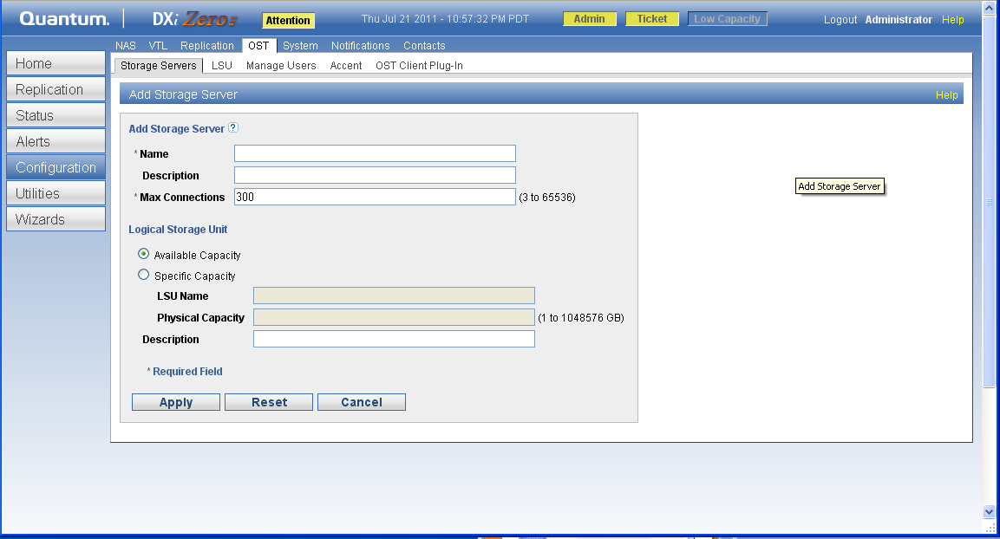 Quantum. DXi Zero Attention Thu Jul 21 2011 - 10:57:32 PM PDT Admin Ticket Low Capacity Logout Administrator Help
NAS VTL Replication OST System Notifications Contacts
Storage Servers LSU Manage Users Accent OST Client Plug-In
Home
Replication
Status
Alerts
Configuration
Utilities
Wizards
Add Storage Server Help
Add Storage Server ?
* Name
Description
* Max Connections 300 (3 to 65536)
Add Storage Server
Logical Storage Unit
Available Capacity
Specific Capacity
LSU Name
Physical Capacity (1 to 1048576 GB)
Description
* Required Field
Apply Reset Cancel